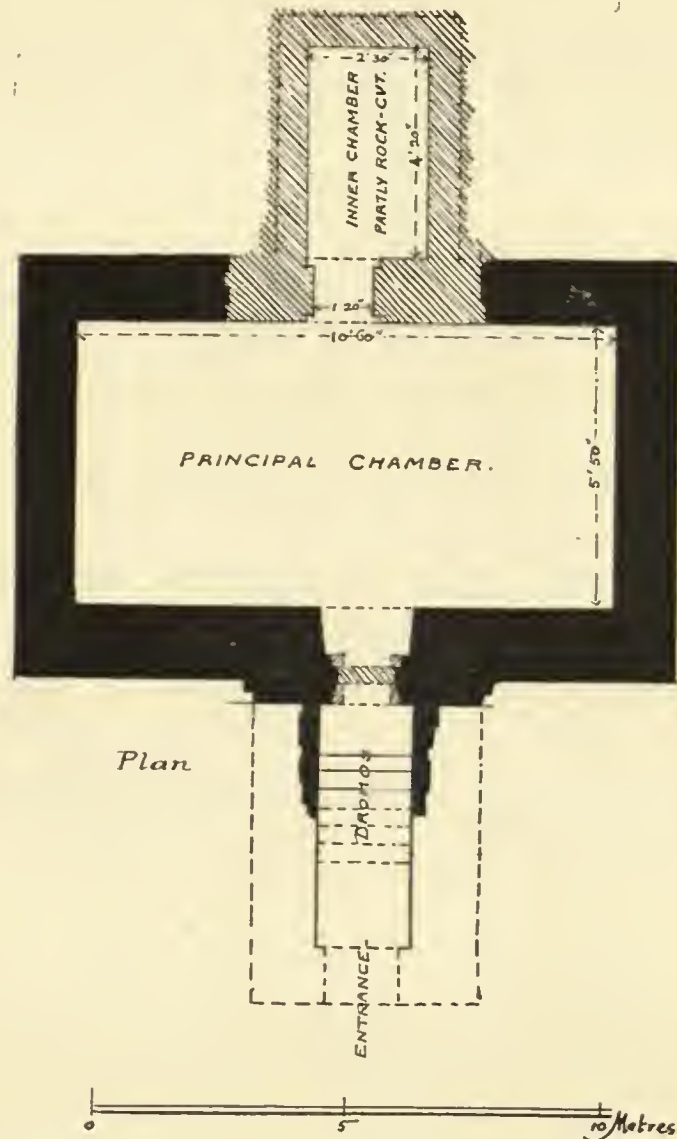 2'30"
INNER CHAMBER
PARTLY ROCK-CVT.
4'20"
1 20"
10'60"
PRINCIPAL CHAMBER.
5'50"
Plan
DROMOS
ENTRANCE
0 5 10 Metres